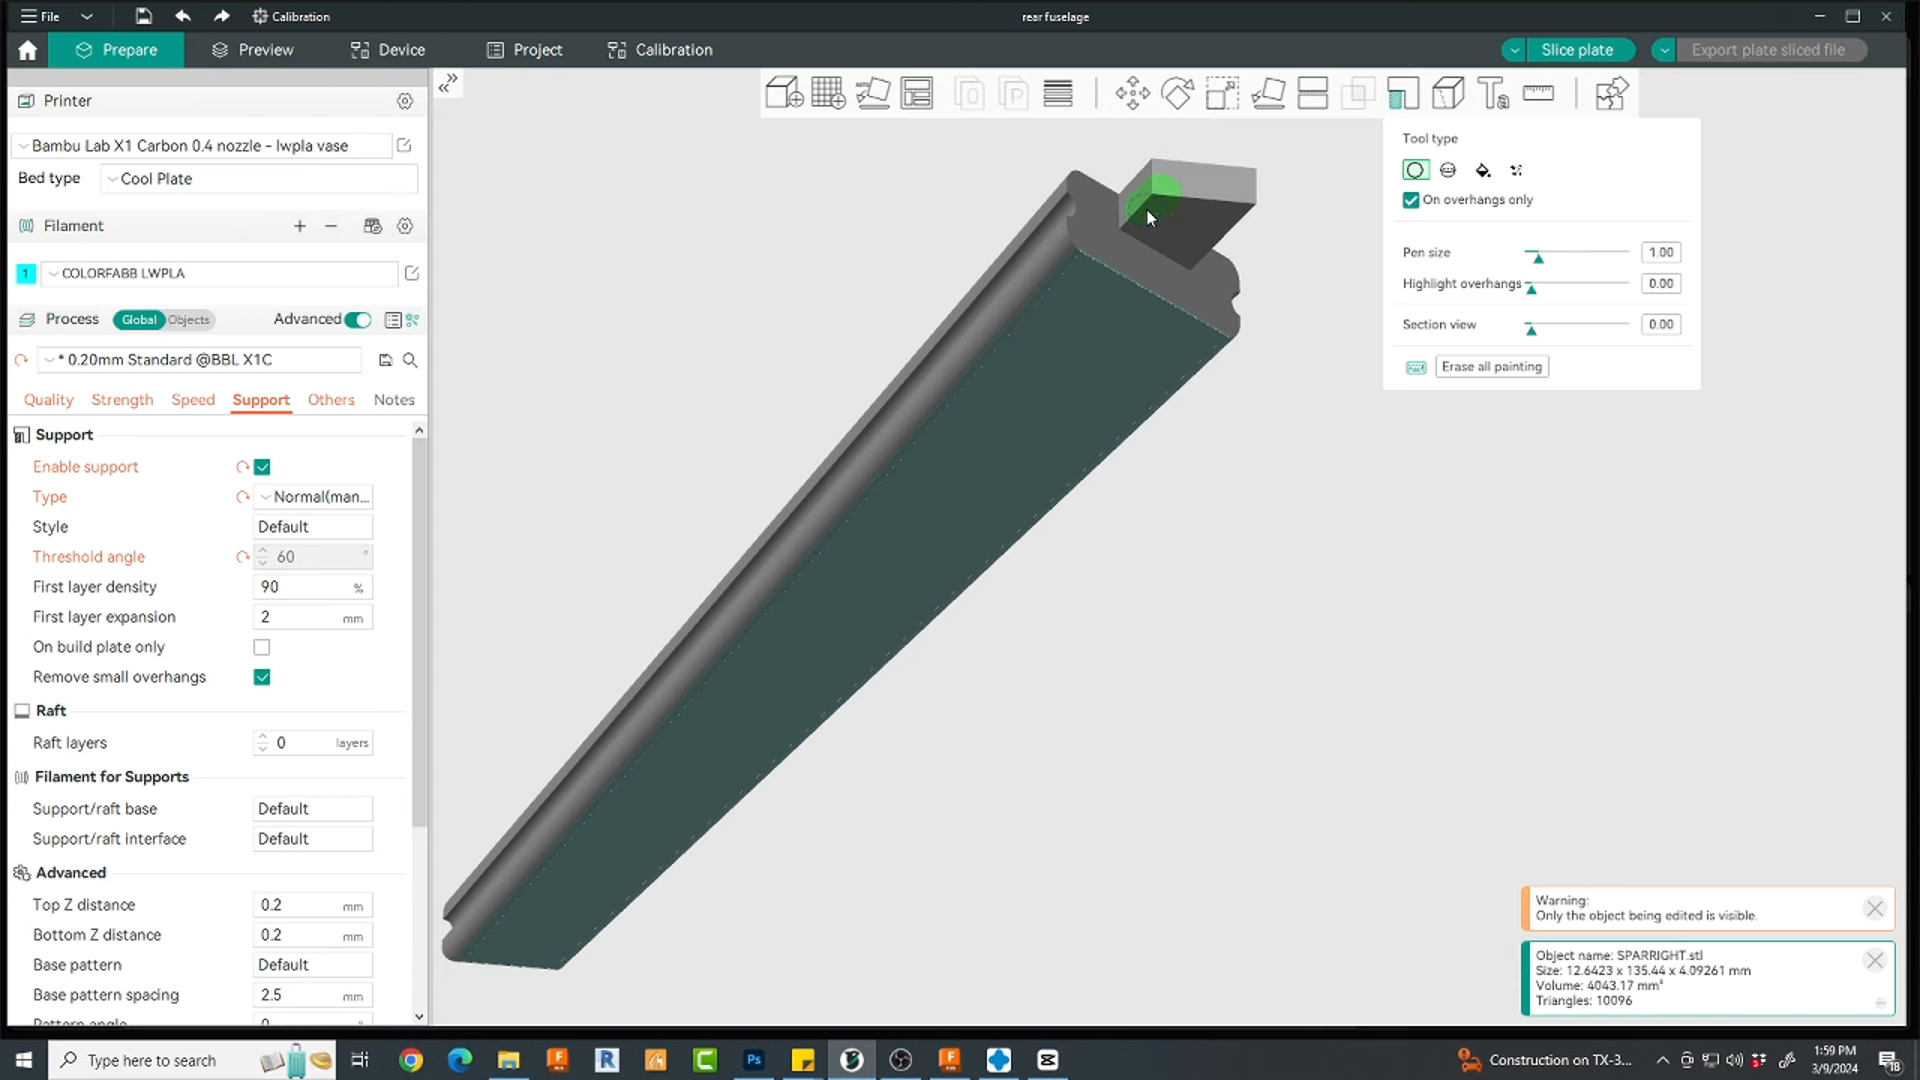 File
Calibration
rear fuselage
Prepare
Preview
Device
Project
Calibration
Slice plate
Export plate sliced file
Printer
Bambu Lab X1 Carbon 0.4 nozzle - lwpla vase
Bed type
Cool Plate
Filament
1
COLORFABB LWPLA
Process
Global
Objects
Advanced
* 0.20mm Standard @BBL X1C
Quality
Strength
Speed
Support
Others
Notes
Support
Enable support
Type
Normal(man...
Style
Default
Threshold angle
60
°
First layer density
90
%
First layer expansion
2
mm
On build plate only
Remove small overhangs
Raft
Raft layers
0
layers
Filament for Supports
Support/raft base
Default
Support/raft interface
Default
Advanced
Top Z distance
0.2
mm
Bottom Z distance
0.2
mm
Base pattern
Default
Base pattern spacing
2.5
mm
Pattern angle
0
Tool type
On overhangs only
Pen size
1.00
Highlight overhangs
0.00
Section view
0.00
Erase all painting
Warning:
Only the object being edited is visible.
Object name: SPARRIGHT.stl
Size: 12.6423 x 135.44 x 4.09261 mm
Volume: 4043.17 mm³
Triangles: 10096
Type here to search
Ps
Construction on TX-3...
1:59 PM
3/9/2024
18